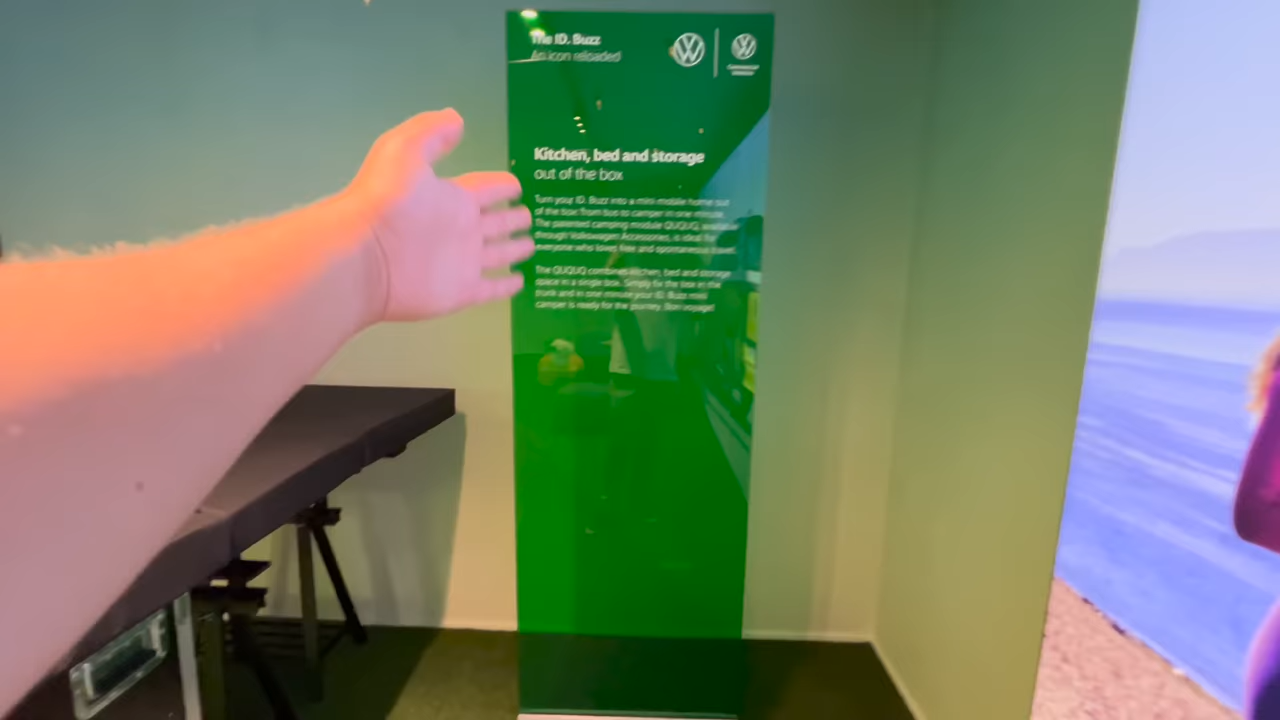 The ID. Buzz
An icon reloaded
Kitchen, bed and storage
out of the box
Turn your ID. Buzz into a mini mobile home out
of the box: from bus to camper in one minute.
The patented camping module QUQUQ, available
through Volkswagen Accessories, is ideal for
everyone who loves free and spontaneous travel.
The QUQUQ combines kitchen, bed and storage
space in a single box. Simply fix the box in the
trunk and in one minute your ID. Buzz mini
camper is ready for the journey. Bon voyage!